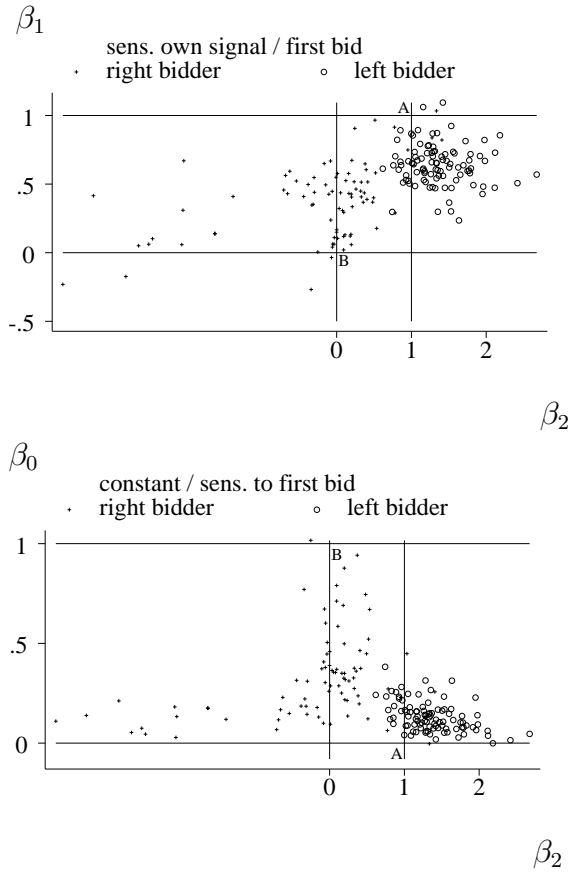 β1
sens. own signal / first bid
right bidder left bidder
A
1
.5
0
B
-.5
0 1 2
β2
β0
constant / sens. to first bid
right bidder left bidder
1
B
.5
0
A
0 1 2
β2